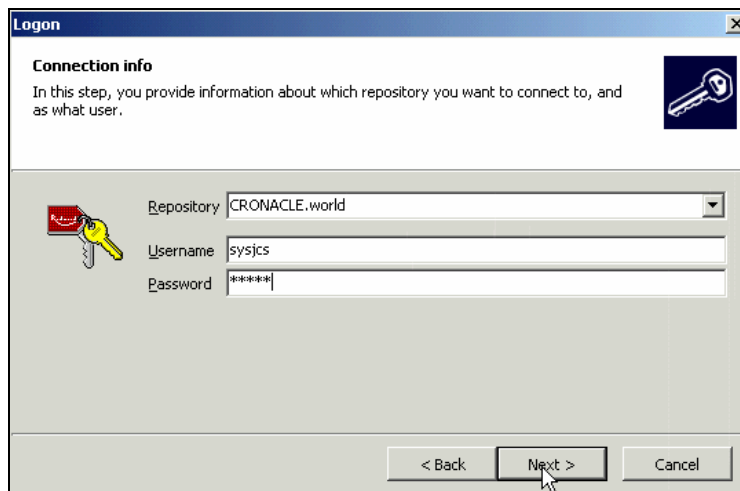 Logon
Connection info
In this step, you provide information about which repository you want to connect to, and
as what user.
Repository CRONACLE.world
Username sysjcs
Password *****
< Back Next > Cancel